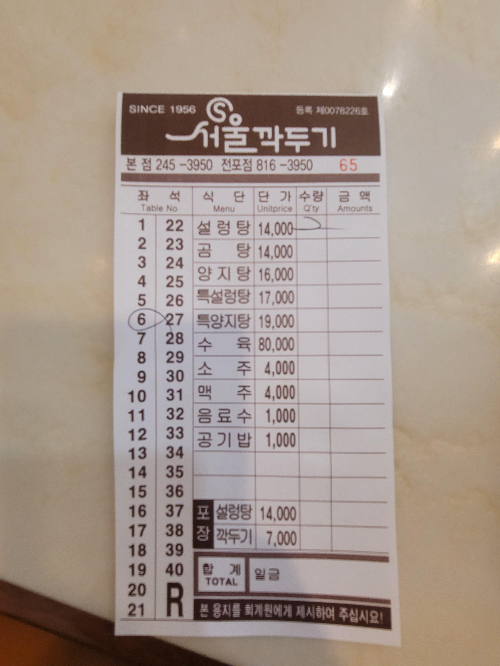 SINCE 1956 등록 제0078226호
서울깍두기
본 점 245-3950 전포점 816-3950 65
좌 석 식 단 단 가 수량 금 액
Table No Menu Unitprice Q'ty Amounts
1 22 설렁탕 14,000
2 23 곰 탕 14,000
3 24 양지탕 16,000
4 25
5 26 특설렁탕 17,000
6 27 특양지탕 19,000
7 28 수 육 80,000
8 29
9 30 소 주 4,000
10 31 맥 주 4,000
11 32 음료수 1,000
12 33 공기밥 1,000
13 34
14 35
15 36
16 37 포장 설렁탕 14,000
17 38 깍두기 7,000
18 39
19 40 합 계 일금
TOTAL
20
21 R 본 용지를 회계원에게 제시하여 주십시요!